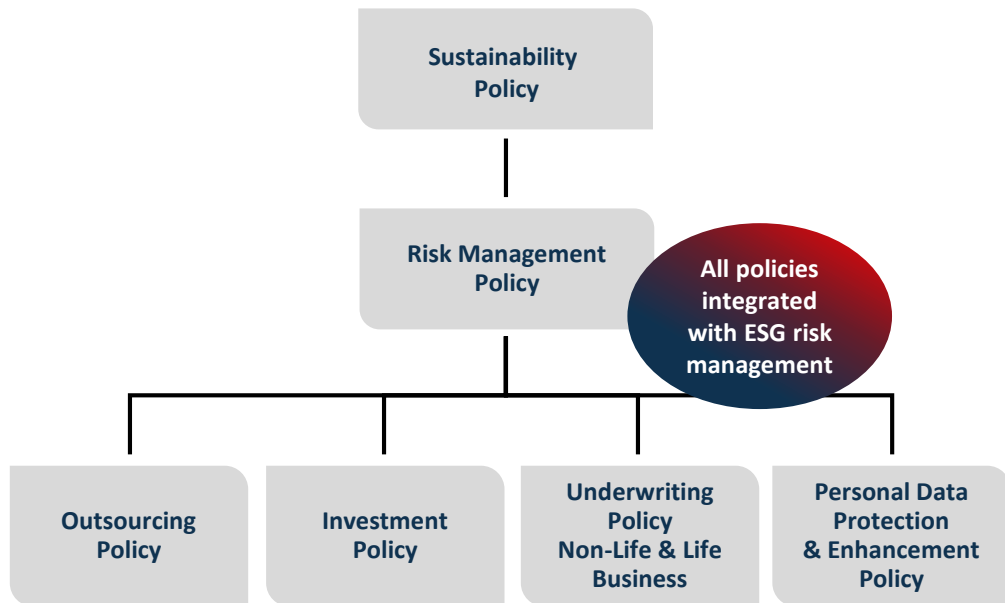 Sustainability
Policy
Risk Management
Policy
All policies
integrated
with ESG risk
management
Outsourcing
Policy
Investment
Policy
Underwriting
Policy
Non-Life & Life
Business
Personal Data
Protection
& Enhancement
Policy